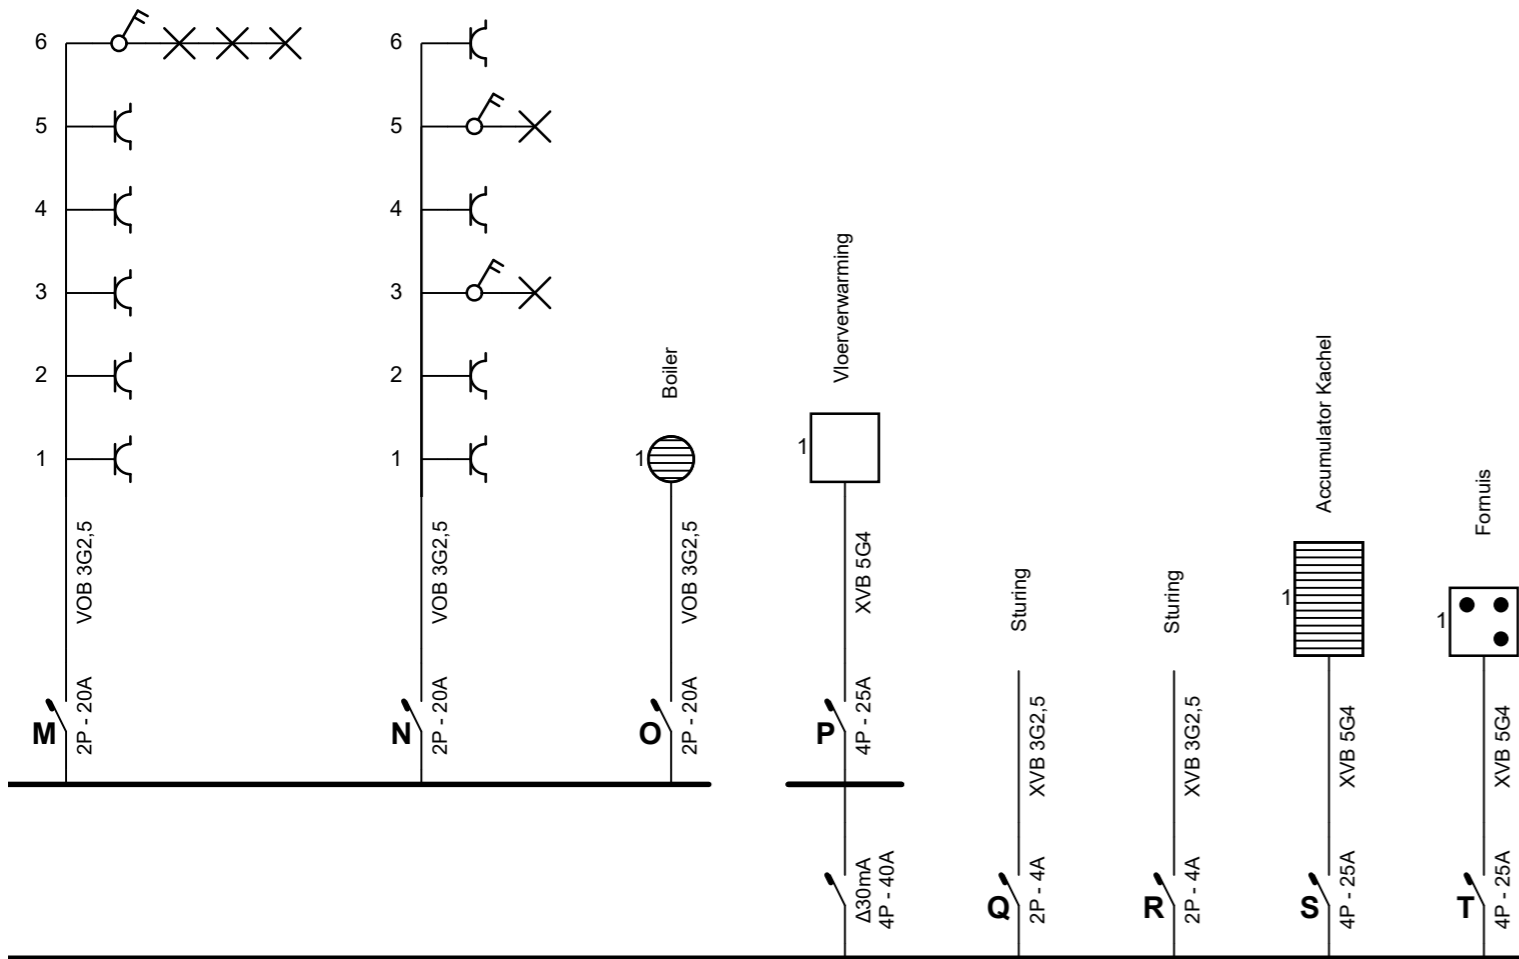 6
5
4
3
2
1
VOB 3G2,5
2P - 20A
M
6
5
4
3
2
1
VOB 3G2,5
2P - 20A
N
Boiler
1
VOB 3G2,5
2P - 20A
O
Vloerverwarming
1
XVB 5G4
4P - 25A
P
Δ30mA
4P - 40A
Sturing
XVB 3G2,5
2P - 4A
Q
Sturing
XVB 3G2,5
2P - 4A
R
Accumulator Kachel
1
XVB 5G4
4P - 25A
S
Fornuis
1
XVB 5G4
4P - 25A
T